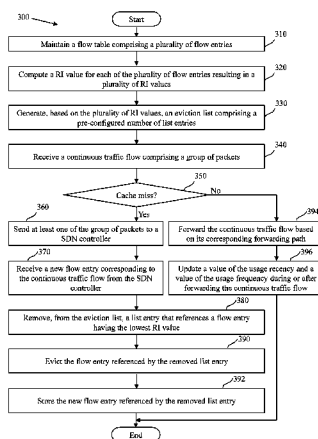 300
Start
Maintain a flow table comprising a plurality of flow entries
310
Compute a RI value for each of the plurality of flow entries resulting in a
plurality of RI values
320
Generate, based on the plurality of RI values, an eviction list comprising a
pre-configured number of list entries
330
Receive a continuous traffic flow comprising a group of packets
340
Cache miss?
350
No
Yes
360
Send at least one of the group of packets to a
SDN controller
394
Forward the continuous traffic flow based
on its corresponding forwarding path
370
Receive a new flow entry corresponding to
the continuous traffic flow from the SDN
controller
396
Update a value of the usage recency and a
value of the usage frequency during or after
forwarding the continuous traffic flow
380
Remove, from the eviction list, a list entry that references a flow entry
having the lowest RI value
390
Evict the flow entry referenced by the removed list entry
392
Store the new flow entry referenced by the removed list entry
End